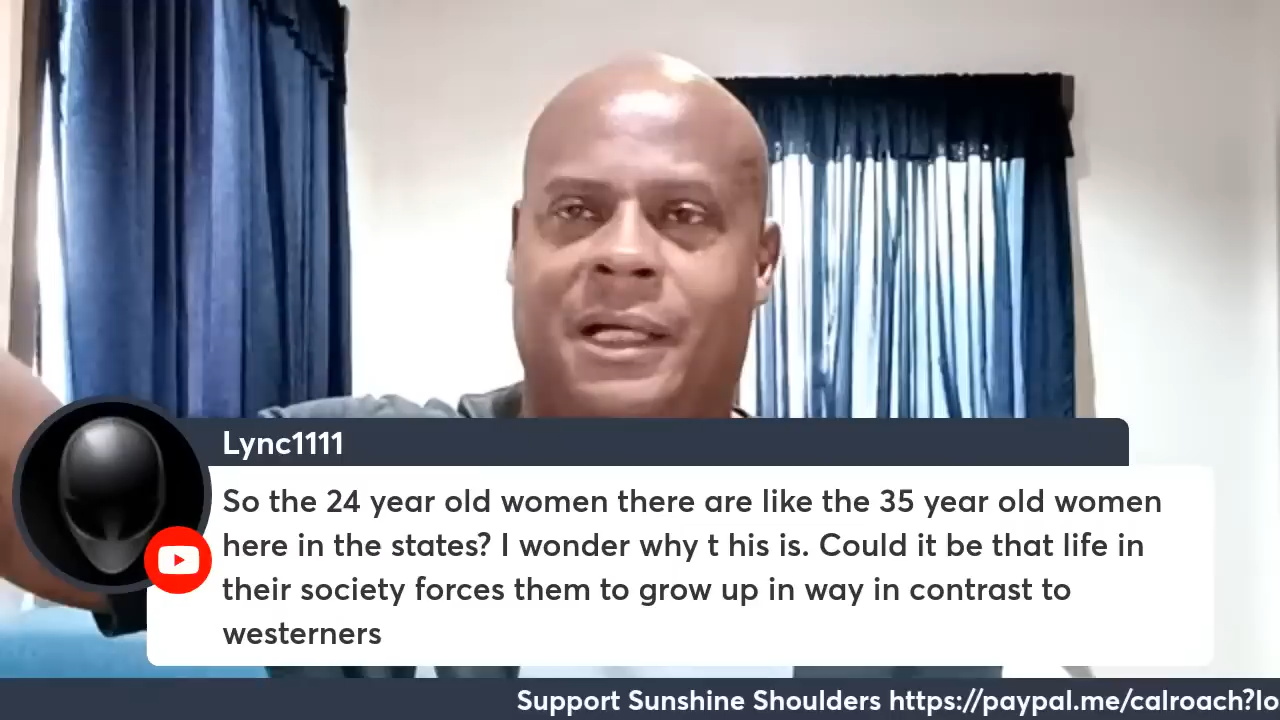 Lync1111
So the 24 year old women there are like the 35 year old women
here in the states? I wonder why t his is. Could it be that life in
their society forces them to grow up in way in contrast to
westerners
Support Sunshine Shoulders https://paypal.me/calroach?lo